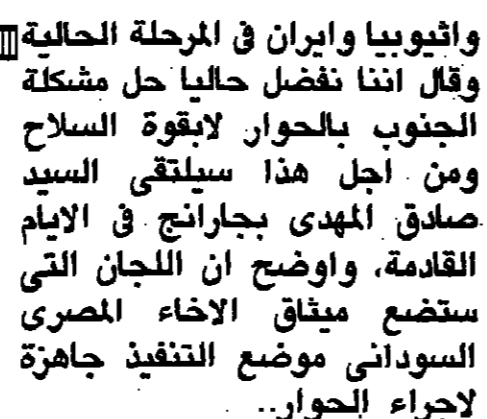 واثيوبيا وايران فى المرحلة الحالية
وقال اننا نفضل حاليا حل مشكلة
الجنوب بالحوار لابقوة السلاح
ومن اجل هذا سيلتقى السيد
صادق المهدى بجارانج فى الايام
القادمة، واوضح ان اللجان التى
ستضع ميثاق الاخاء المصرى
السودانى موضع التنفيذ جاهزة
لاجراء الحوار..